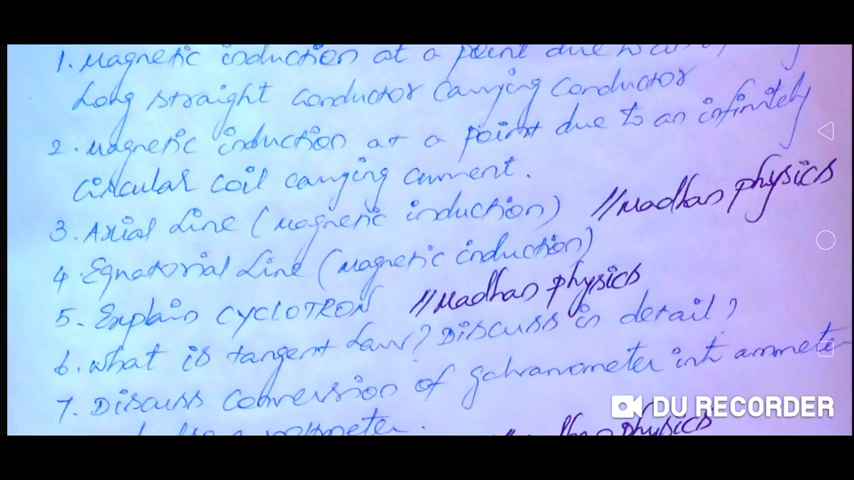 1. Magnetic induction at a point due to
Long straight conductor carrying conductor
2. Magnetic induction at a point due to an infinitely
circular coil carrying current.
3. Axial Line (Magnetic induction) //Madhan physics
4. Equatorial Line (Magnetic induction)
5. Explain CYCLOTRON //Madhan physics
6. What is tangent Law? Discuss in detail?
7. Discuss conversion of galvanometer into ammeter
DU RECORDER
physics